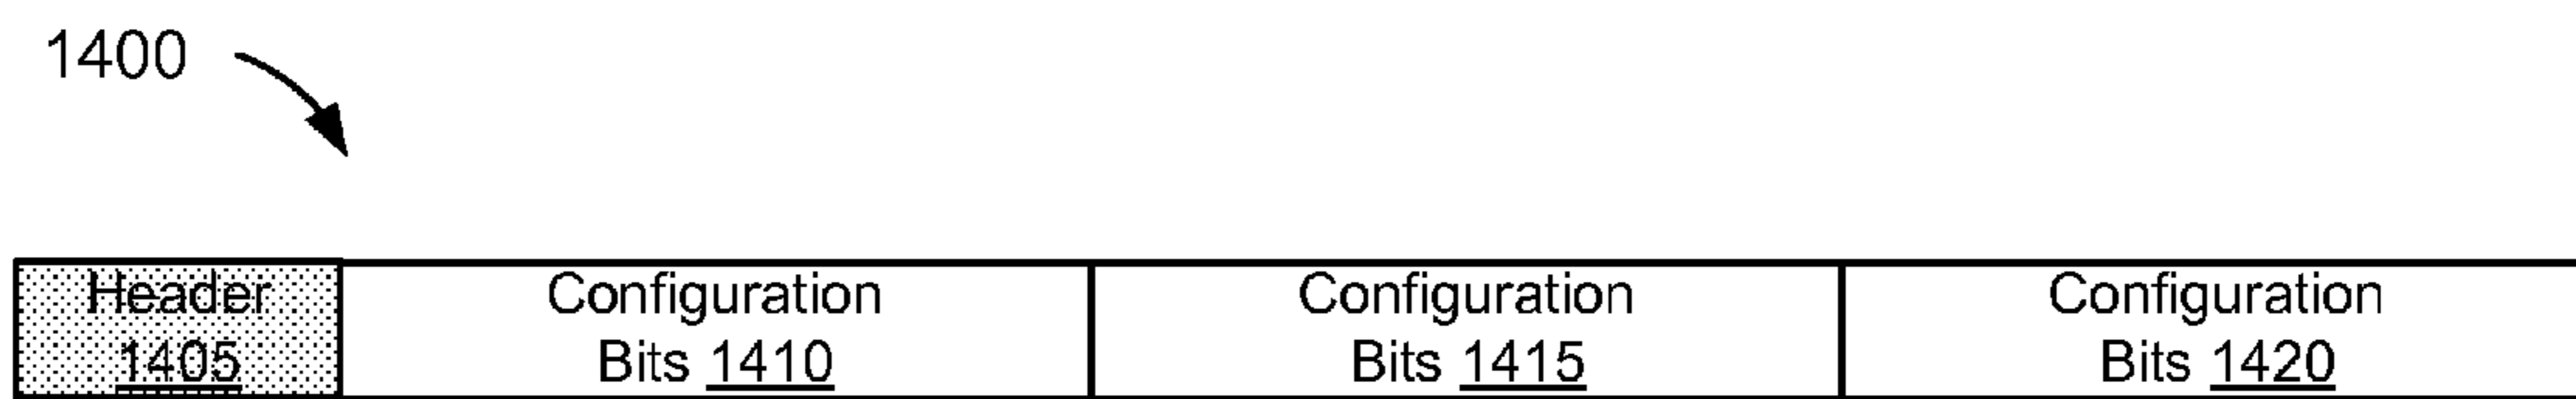 1400
Header
1405
Configuration
Bits 1410
Configuration
Bits 1415
Configuration
Bits 1420